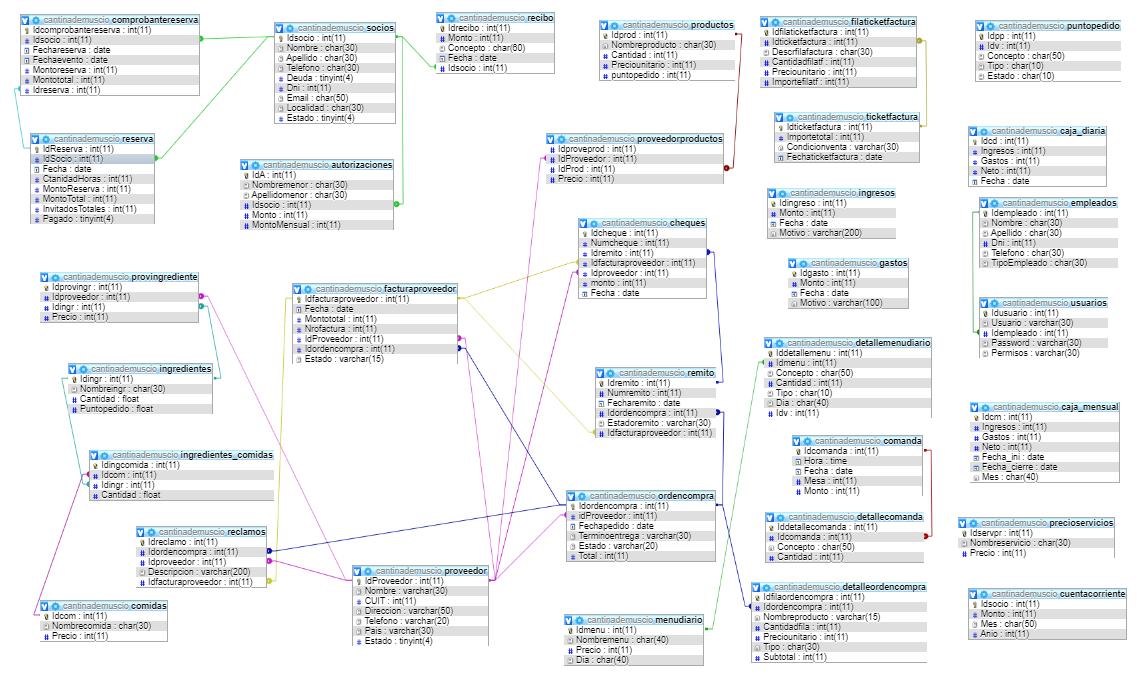 cantinademuscio comprobantereserva
Idcomprobantereserva : int(11)
Idsocio : int(11)
Fechareserva : date
Fechaevento : date
Montoreserva : int(11)
Montototal : int(11)
Idreserva : int(11)
cantinademuscio socios
Idsocio : int(11)
Nombre : char(30)
Apellido : char(30)
Telefono : char(30)
Deuda : tinyint(4)
Dni : int(11)
Email : char(50)
Localidad : char(30)
Estado : tinyint(4)
cantinademuscio recibo
Idrecibo : int(11)
Monto : int(11)
Concepto : char(60)
Fecha : date
Idsocio : int(11)
cantinademuscio productos
Idprod : int(11)
Nombreproducto : char(30)
Cantidad : int(11)
Preciounitario : int(11)
puntopedido : int(11)
cantinademuscio filaticketfactura
Idfilaticketfactura : int(11)
Idticketfactura : int(11)
Descrfilafactura : char(30)
Cantidadfilatf : int(11)
Preciounitario : int(11)
Importefilatf : int(11)
cantinademuscio puntopedido
Idpp : int(11)
Idv : int(11)
Concepto : char(50)
Tipo : char(10)
Estado : char(10)
cantinademuscio reserva
IdReserva : int(11)
IdSocio : int(11)
Fecha : date
CtanidadHoras : int(11)
MontoReserva : int(11)
MontoTotal : int(11)
InvitadosTotales : int(11)
Pagado : tinyint(4)
cantinademuscio autorizaciones
IdA : int(11)
Nombremenor : char(30)
Apellidomenor : char(30)
Idsocio : int(11)
Monto : int(11)
MontoMensual : int(11)
cantinademuscio proveedorproductos
Idproveprod : int(11)
IdProveedor : int(11)
IdProd : int(11)
Precio : int(11)
cantinademuscio ticketfactura
Idticketfactura : int(11)
Importetotal : int(11)
Condicionventa : varchar(30)
Fechaticketfactura : date
cantinademuscio caja_diaria
Idcd : int(11)
Ingresos : int(11)
Gastos : int(11)
Neto : int(11)
Fecha : date
cantinademuscio ingresos
Idingreso : int(11)
Monto : int(11)
Fecha : date
Motivo : varchar(200)
cantinademuscio empleados
Idempleado : int(11)
Nombre : char(30)
Apellido : char(30)
Dni : int(11)
Telefono : char(30)
TipoEmpleado : char(30)
cantinademuscio cheques
Idcheque : int(11)
Numcheque : int(11)
Idremito : int(11)
Idfacturaproveedor : int(11)
Idproveedor : int(11)
monto : int(11)
Fecha : date
cantinademuscio gastos
Idgasto : int(11)
Monto : int(11)
Fecha : date
Motivo : varchar(100)
cantinademuscio provingrediente
Idprovingr : int(11)
Idproveedor : int(11)
Idingr : int(11)
Precio : int(11)
cantinademuscio facturaproveedor
Idfacturaproveedor : int(11)
Fecha : date
Montototal : int(11)
Nrofactura : int(11)
IdProveedor : int(11)
Idordencompra : int(11)
Estado : varchar(15)
cantinademuscio usuarios
Idusuario : int(11)
Usuario : varchar(30)
Idempleado : int(11)
Password : varchar(30)
Permisos : varchar(30)
cantinademuscio detallemenudiario
Iddetallemenu : int(11)
Idmenu : int(11)
Concepto : char(50)
Cantidad : int(11)
Tipo : char(10)
Dia : char(40)
Idv : int(11)
cantinademuscio ingredientes
Idingr : int(11)
Nombreingr : char(30)
Cantidad : float
Puntopedido : float
cantinademuscio remito
Idremito : int(11)
Numremito : int(11)
Fecharemito : date
Idordencompra : int(11)
Estadoremito : varchar(30)
Idfacturaproveedor : int(11)
cantinademuscio caja_mensual
Idcm : int(11)
Ingresos : int(11)
Gastos : int(11)
Neto : int(11)
Fecha_ini : date
Fecha_cierre : date
Mes : char(40)
cantinademuscio comanda
Idcomanda : int(11)
Hora : time
Fecha : date
Mesa : int(11)
Monto : int(11)
cantinademuscio ingredientes_comidas
Idingcomida : int(11)
Idcom : int(11)
Idingr : int(11)
Cantidad : float
cantinademuscio ordencompra
Idordencompra : int(11)
idProveedor : int(11)
Fechapedido : date
Terminoentrega : varchar(30)
Estado : varchar(20)
Total : int(11)
cantinademuscio detallecomanda
Iddetallecomanda : int(11)
Idcomanda : int(11)
Concepto : char(50)
Cantidad : int(11)
cantinademuscio precioservicios
Idservpr : int(11)
Nombreservicio : char(30)
Precio : int(11)
cantinademuscio reclamos
Idreclamo : int(11)
Idordencompra : int(11)
Idproveedor : int(11)
Descripcion : varchar(200)
Idfacturaproveedor : int(11)
cantinademuscio proveedor
IdProveedor : int(11)
Nombre : varchar(30)
CUIT : int(11)
Direccion : varchar(50)
Telefono : varchar(20)
Pais : varchar(30)
Estado : tinyint(4)
cantinademuscio detalleordencompra
Idfilaordencompra : int(11)
Idordencompra : int(11)
Nombreproducto : varchar(15)
Cantidadfila : int(11)
Preciounitario : int(11)
Tipo : char(30)
Subtotal : int(11)
cantinademuscio cuentacorriente
Idsocio : int(11)
Monto : int(11)
Mes : char(50)
Anio : int(11)
cantinademuscio comidas
Idcom : int(11)
Nombrecomida : char(30)
Precio : int(11)
cantinademuscio menudiario
Idmenu : int(11)
Nombremenu : char(40)
Precio : int(11)
Dia : char(40)